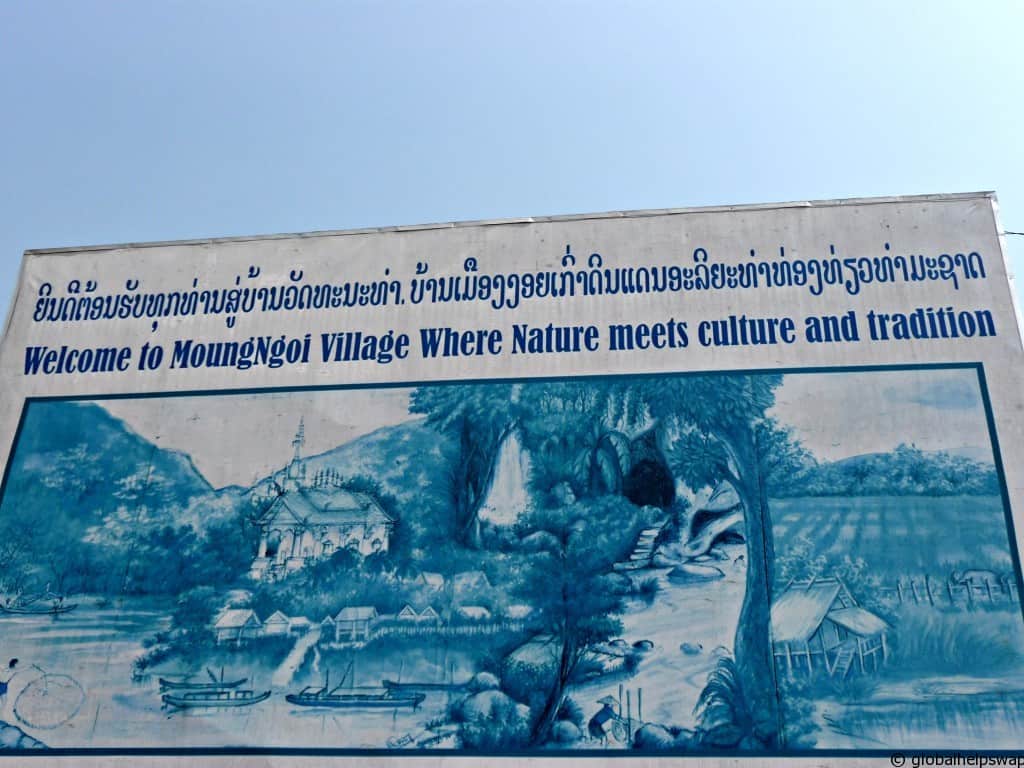 ຍິນດີຕ້ອນຮັບທຸກທ່ານສູ່ບ້ານວັດທະນະທຳ. ບ້ານເມືອງງອຍເກົ່າດິນແດນອະລິຍະທຳທ່ອງທ່ຽວທຳມະຊາດ
Welcome to MoungNgoi Village Where Nature meets culture and tradition
© globalhelpswap